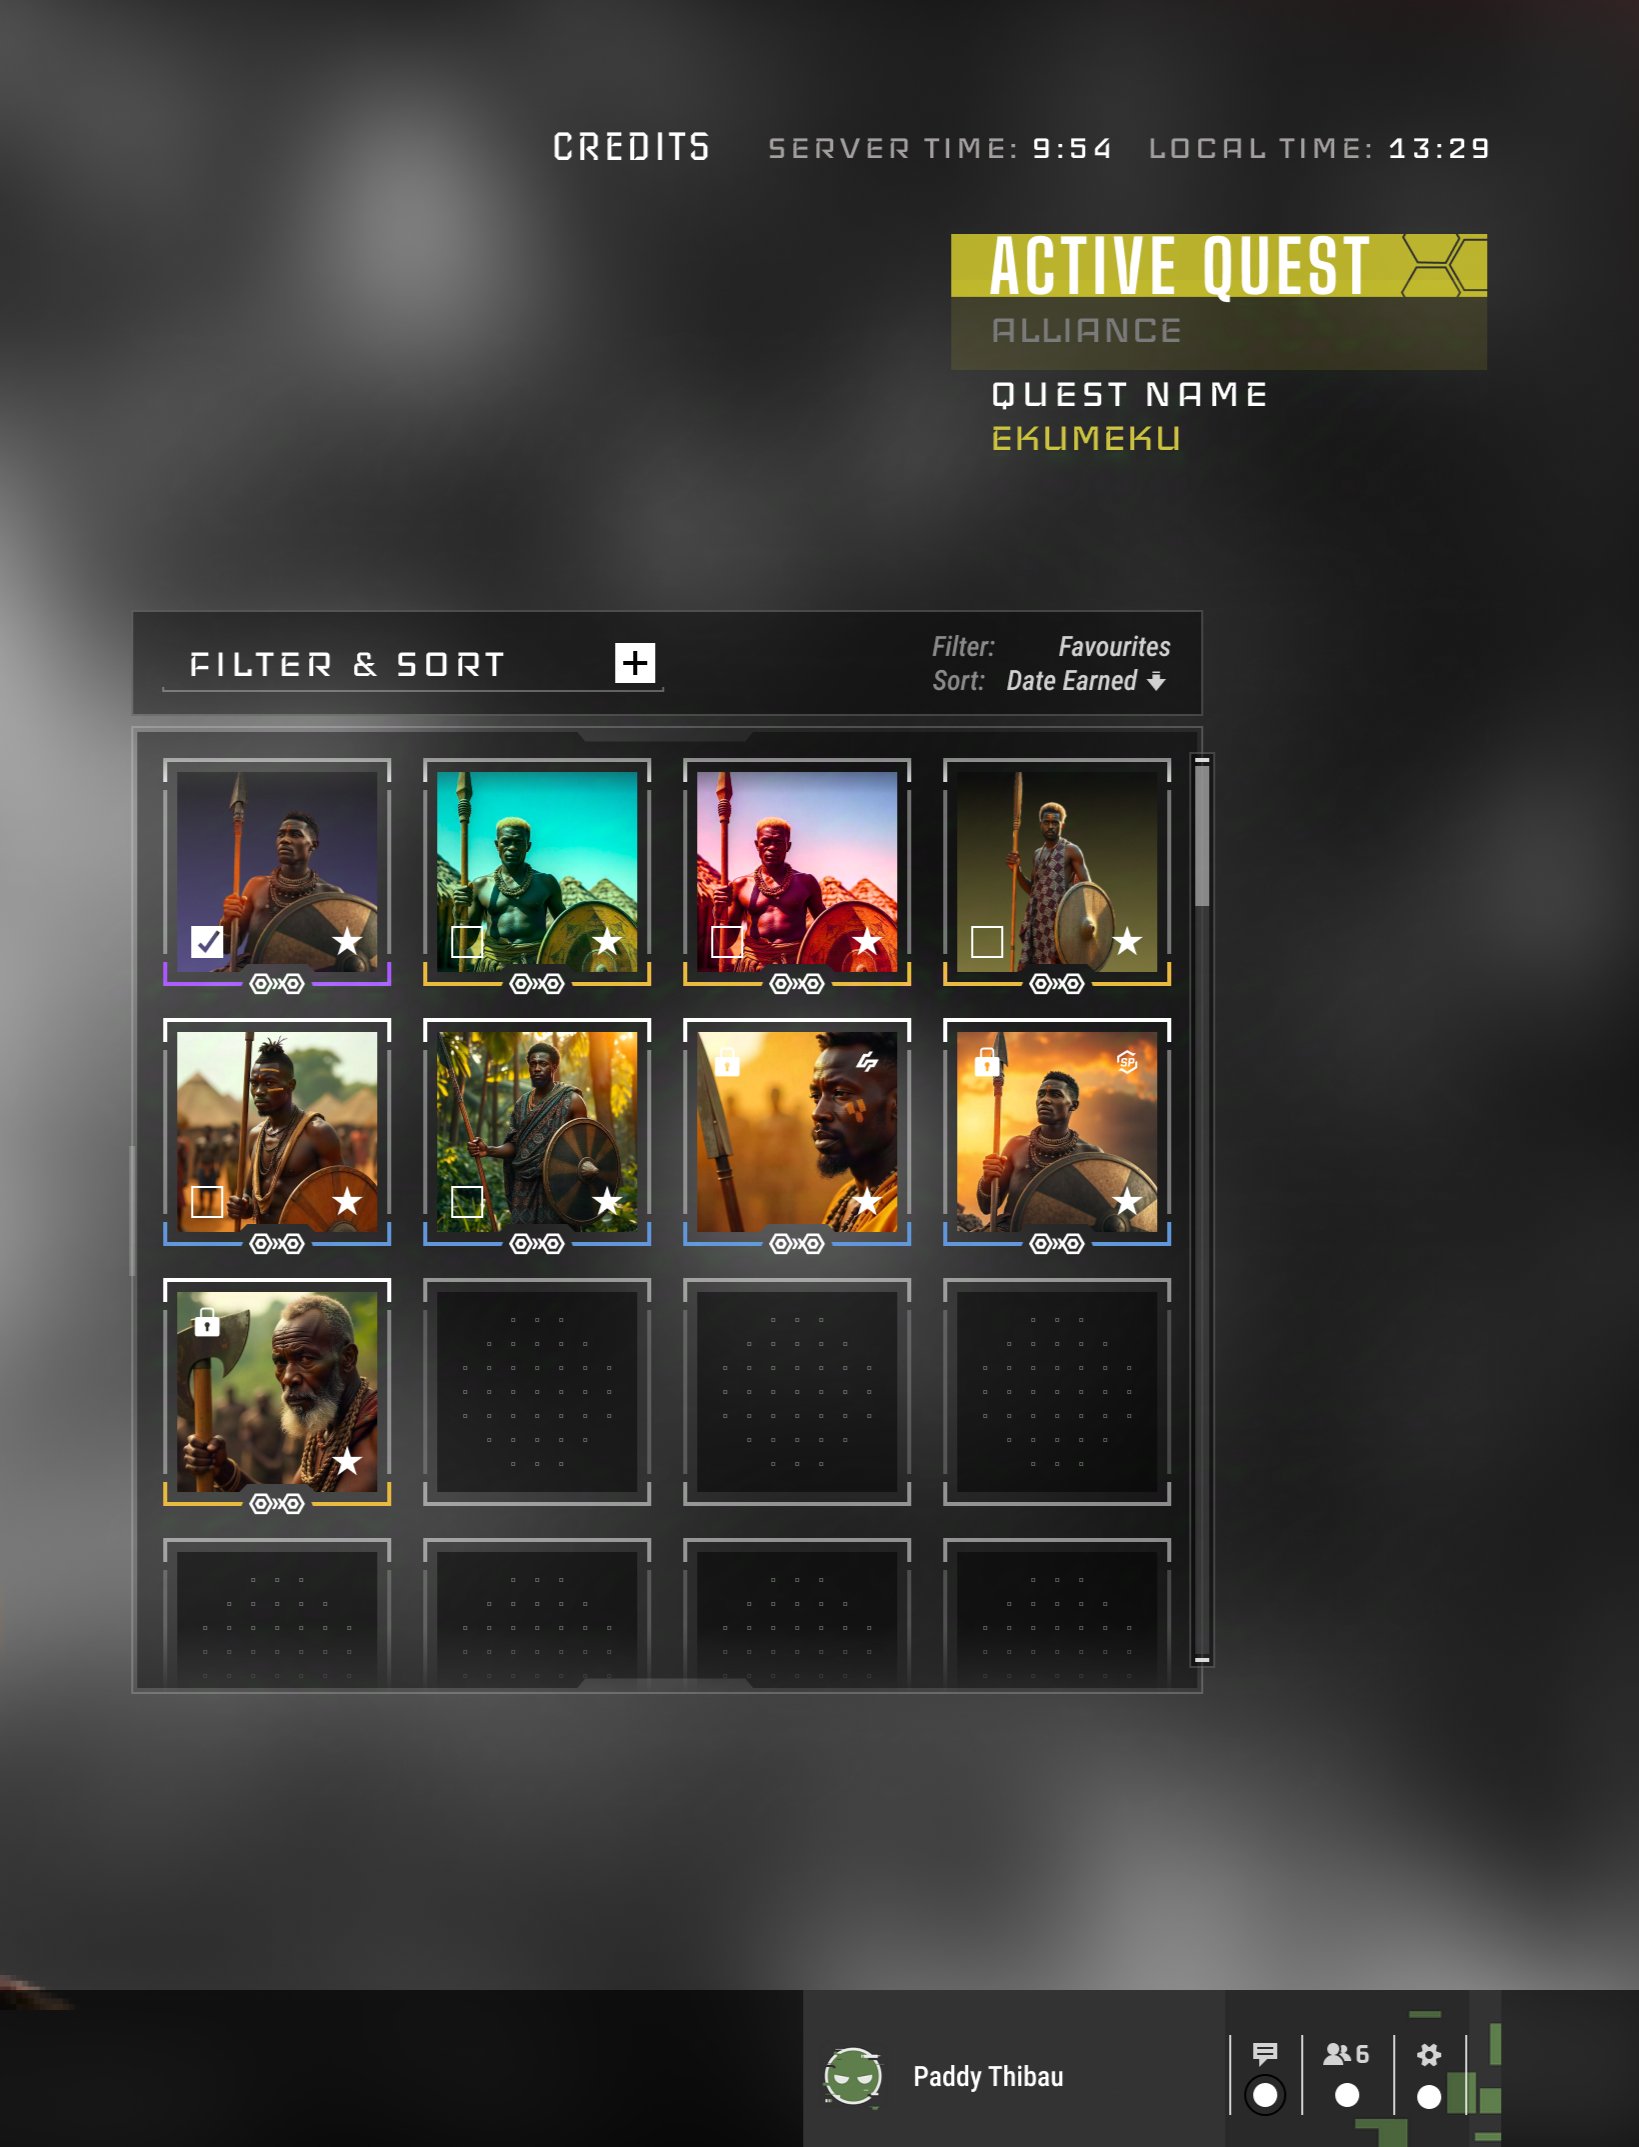 CREDITS SERVER TIME: 9:54 LOCAL TIME: 13:29
ACTIVE QUEST
ALLIANCE
QUEST NAME
EKUMEKU
FILTER & SORT
Filter: Favourites
Sort: Date Earned
SP
Paddy Thibau
6